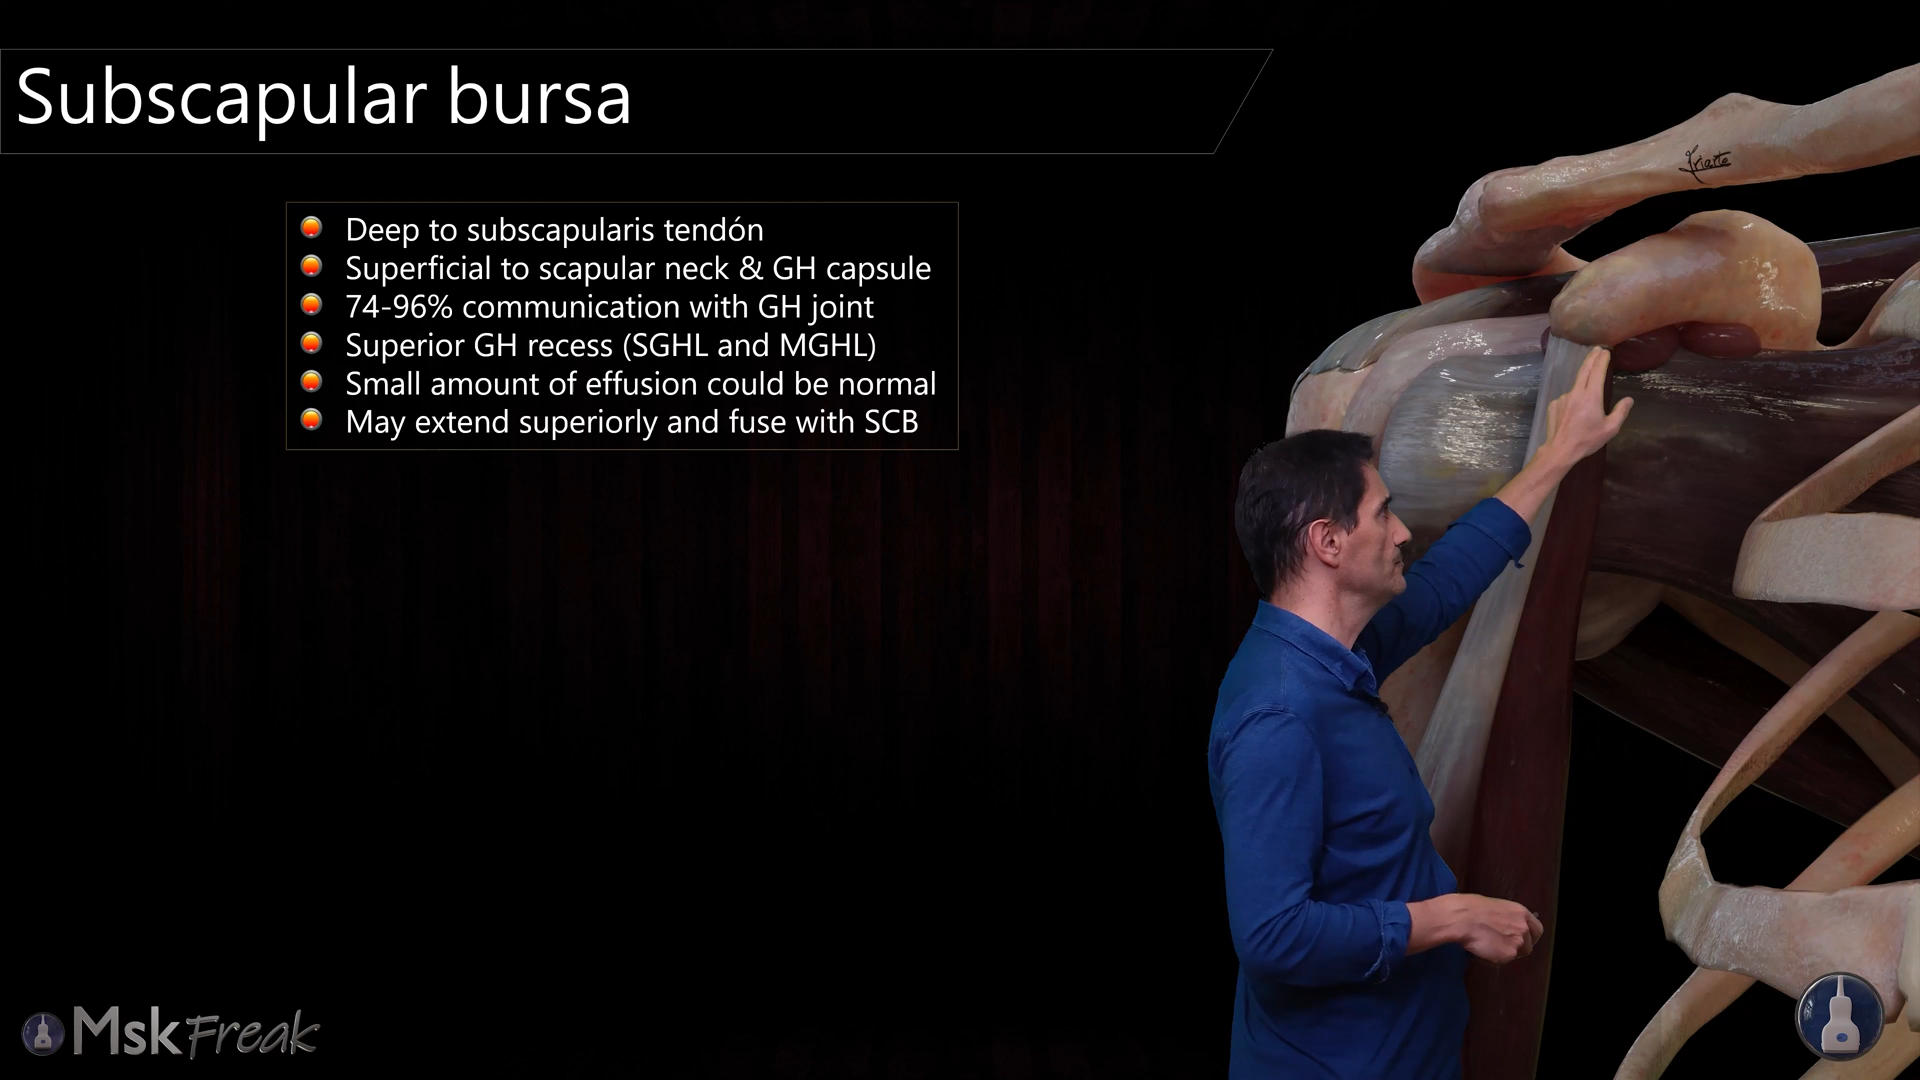 Subscapular bursa
Deep to subscapularis tendón
Superficial to scapular neck & GH capsule
74-96% communication with GH joint
Superior GH recess (SGHL and MGHL)
Small amount of effusion could be normal
May extend superiorly and fuse with SCB
Iriarte
MskFreak